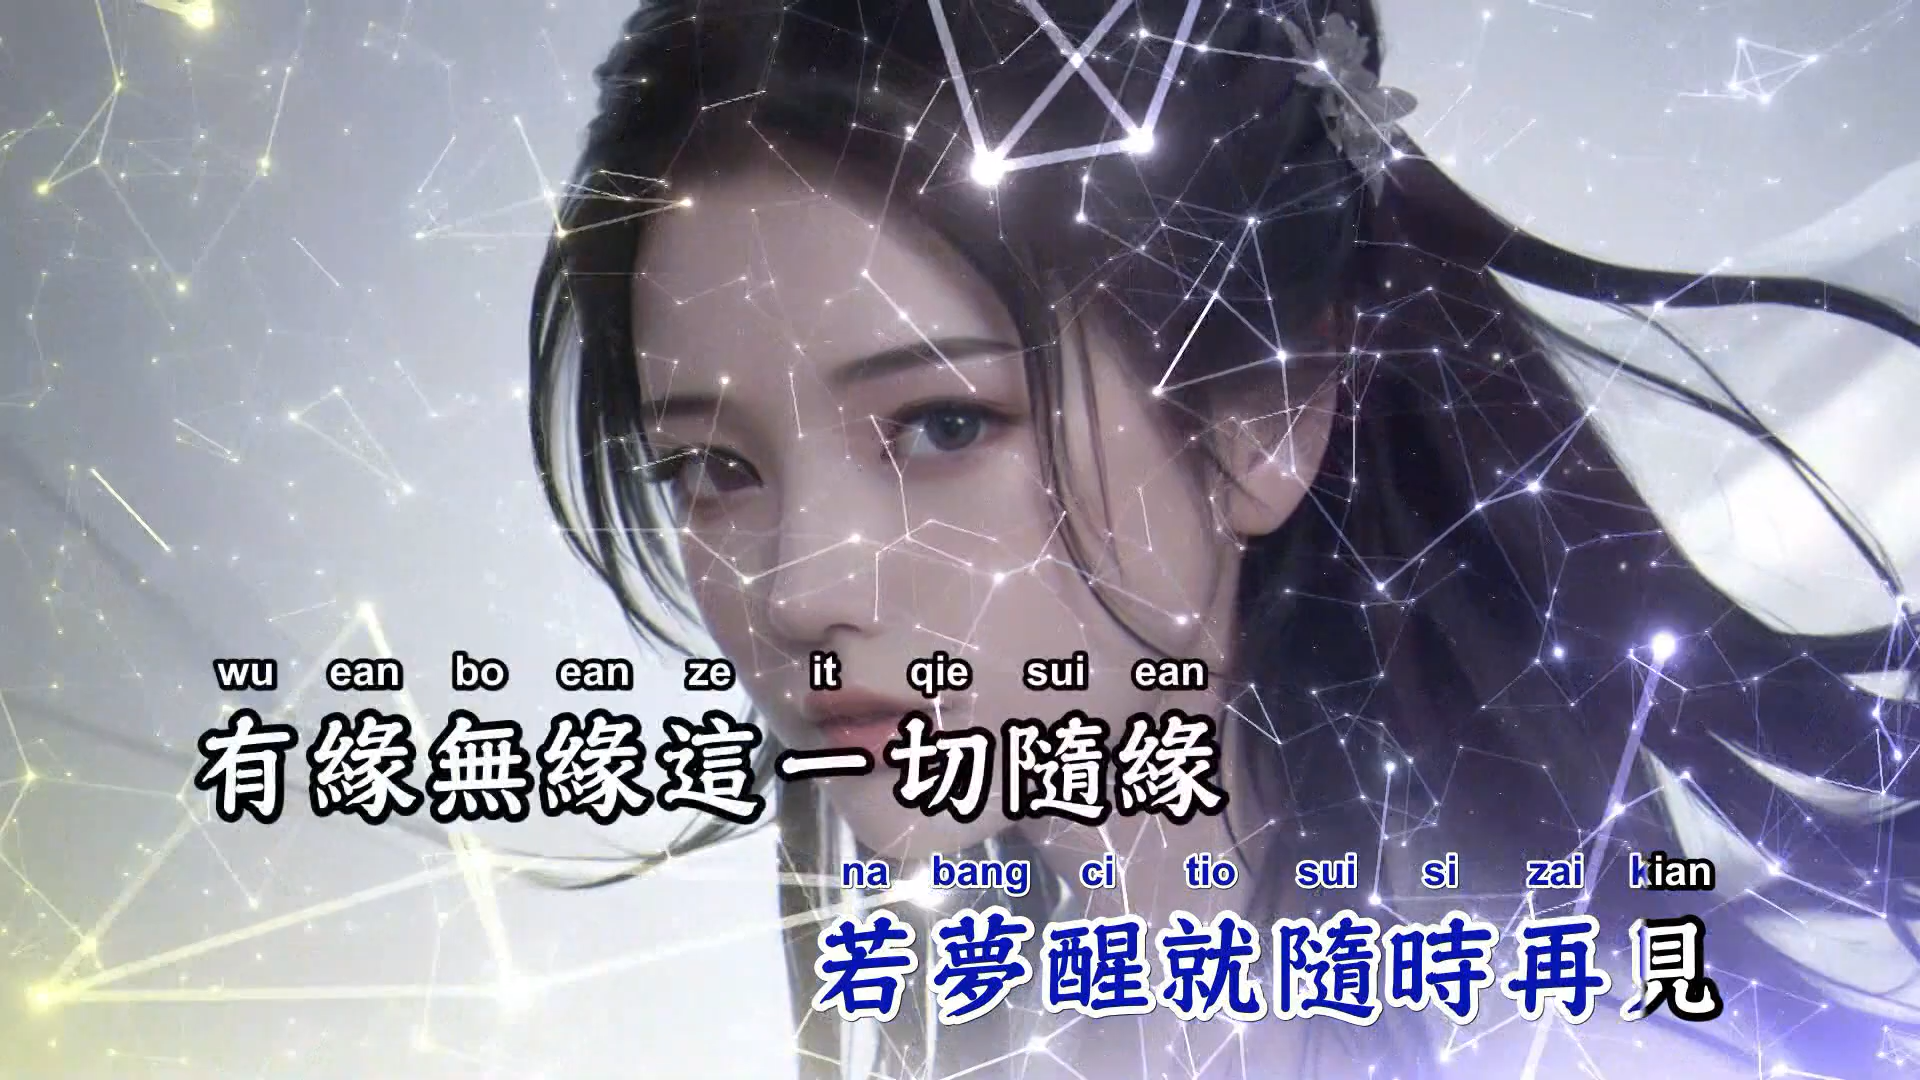 wu ean bo ean ze it qie sui ean
有緣無緣這一切隨緣
na bang ci tio sui si zai kian
若夢醒就隨時再見